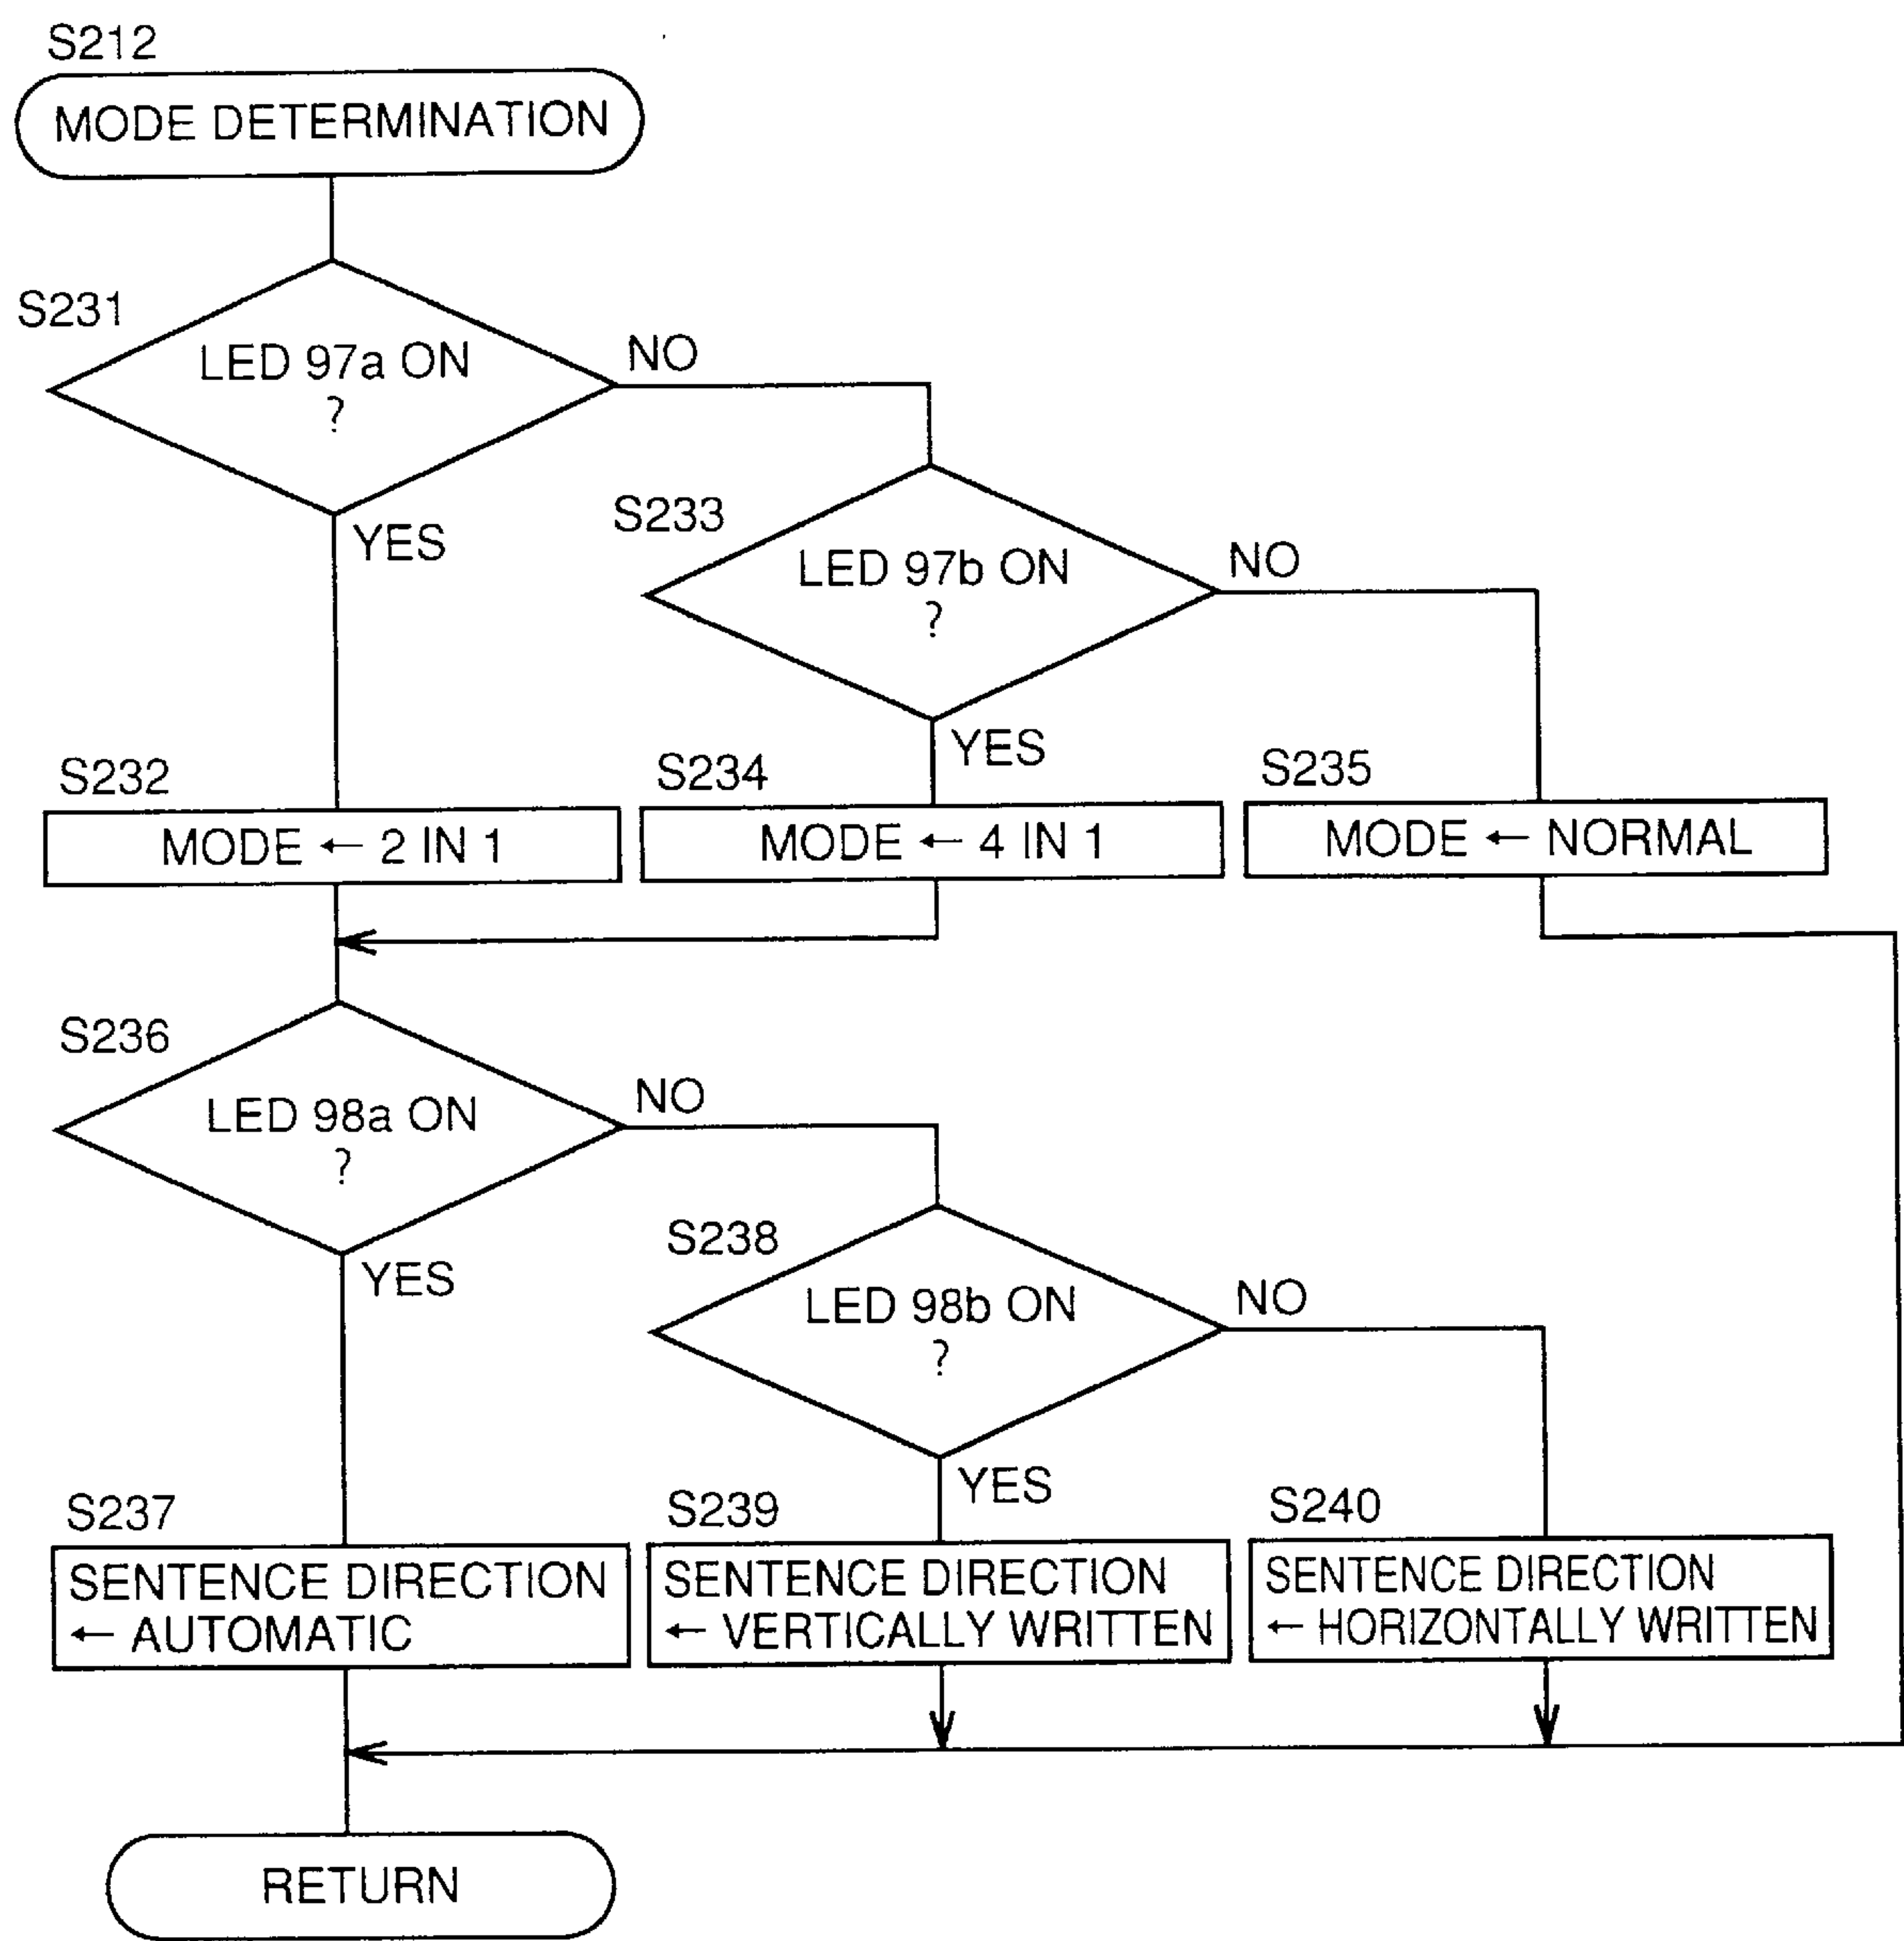 S212
MODE DETERMINATION
S231
LED 97a ON
?
NO
YES
S233
LED 97b ON
?
NO
YES
S232
MODE ← 2 IN 1
S234
MODE ← 4 IN 1
S235
MODE ← NORMAL
S236
LED 98a ON
?
NO
YES
S238
LED 98b ON
?
NO
YES
S237
SENTENCE DIRECTION
← AUTOMATIC
S239
SENTENCE DIRECTION
← VERTICALLY WRITTEN
S240
SENTENCE DIRECTION
← HORIZONTALLY WRITTEN
RETURN